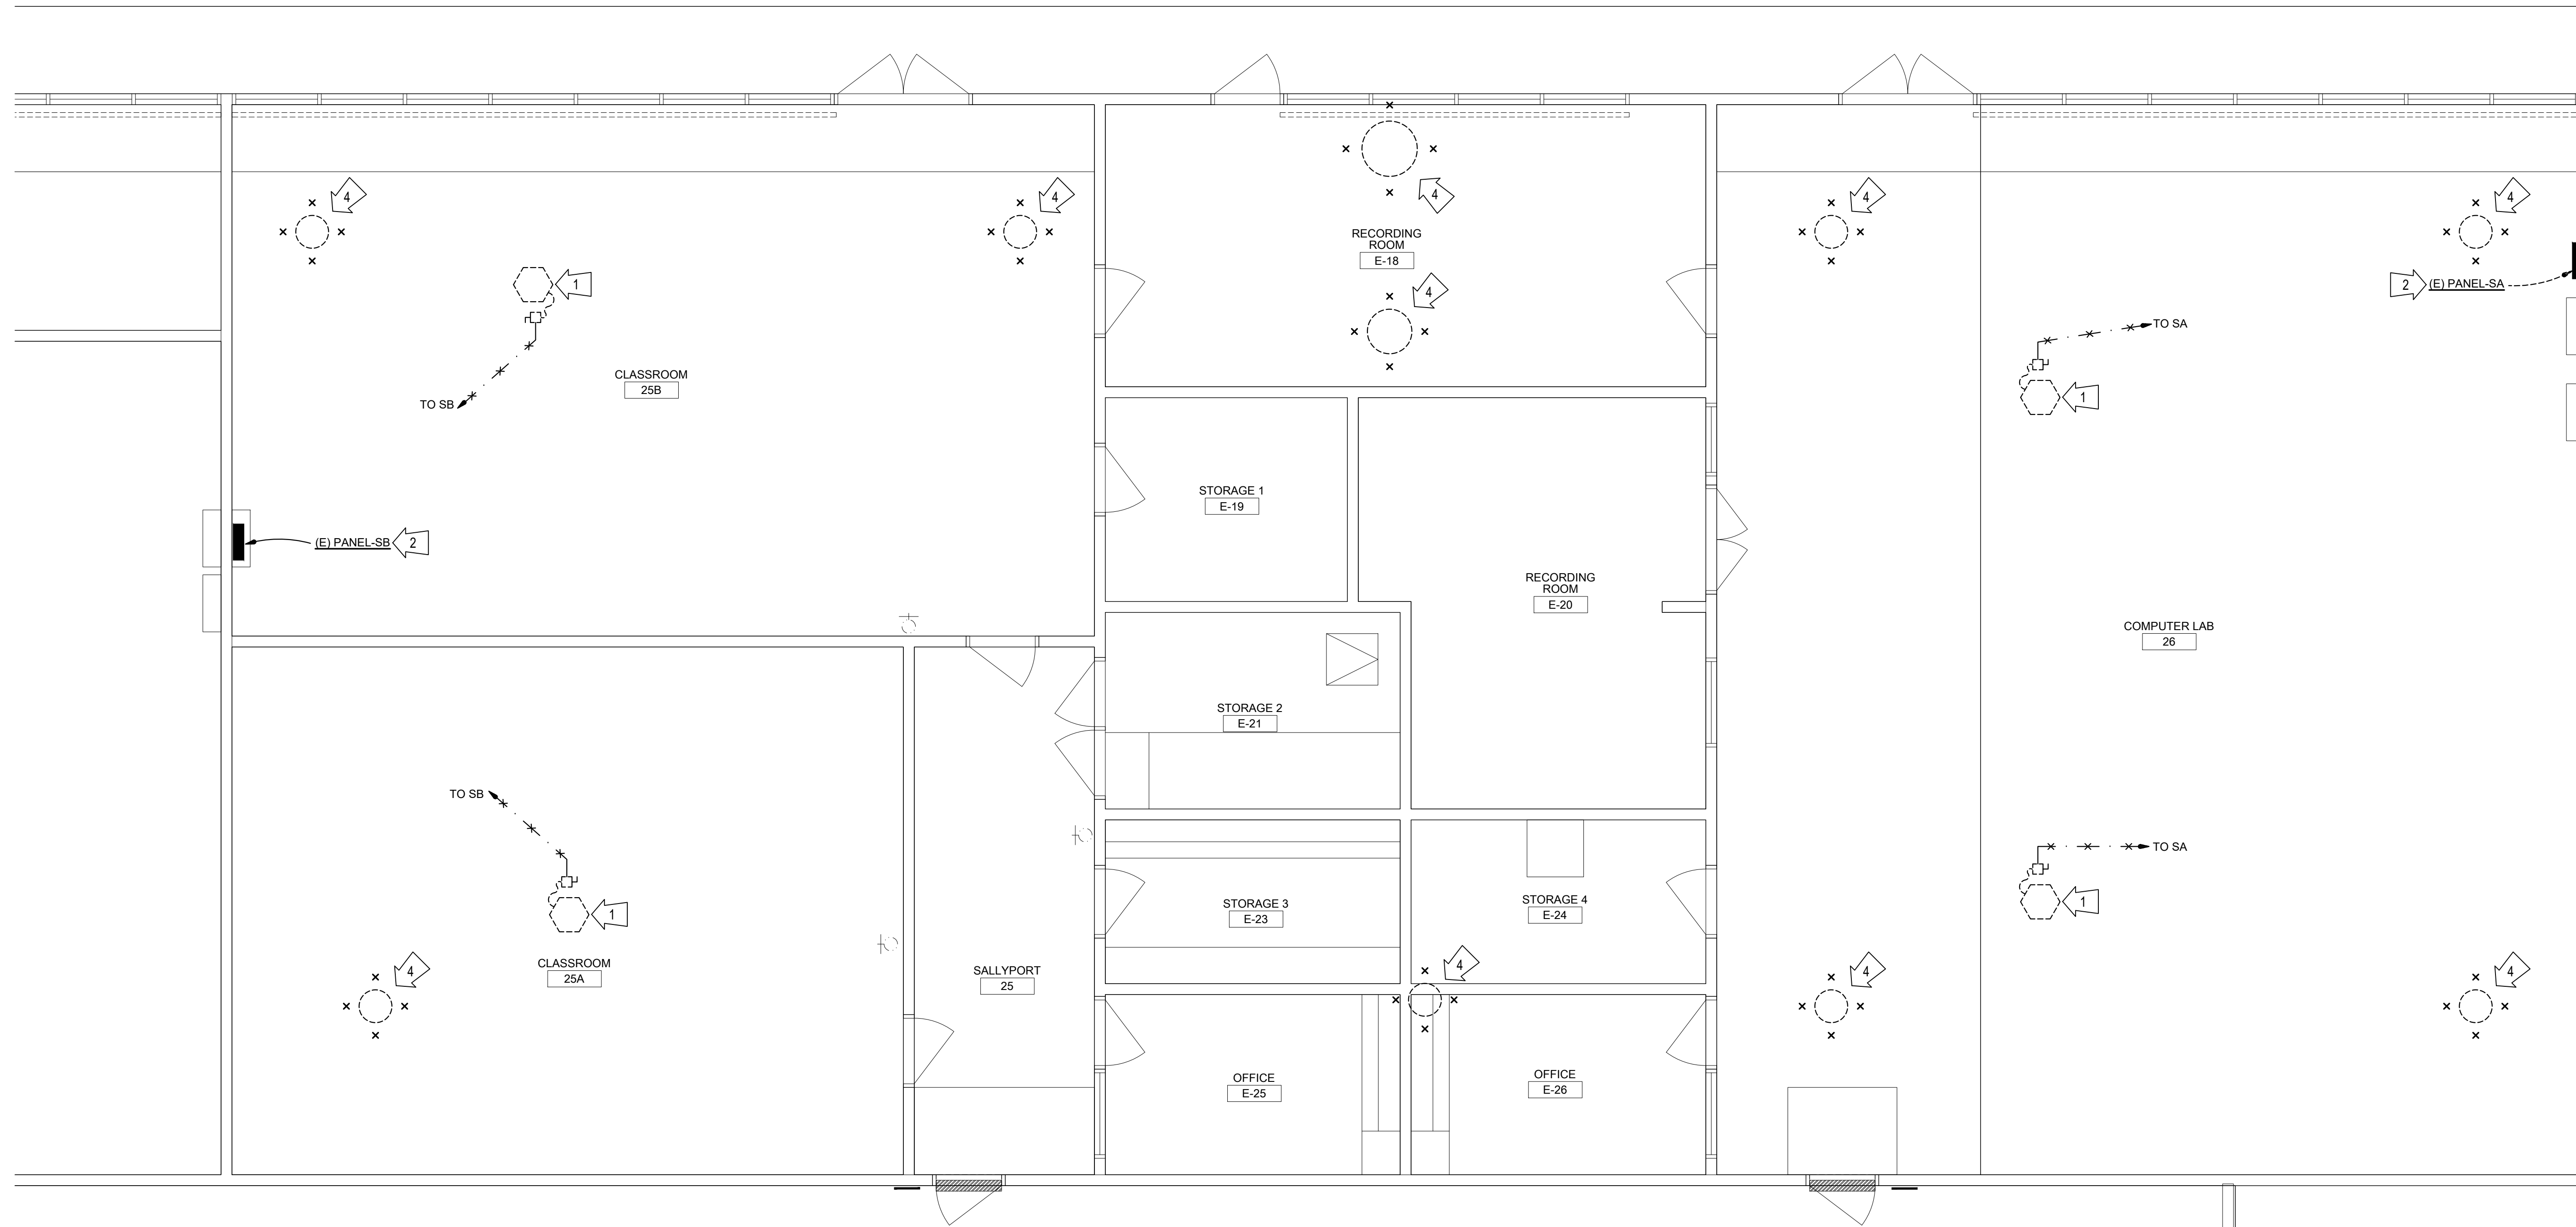 4
4
4
4
4
RECORDING
ROOM
E-18
4
1
2
(E) PANEL-SA
TO SA
1
CLASSROOM
25B
TO SB
STORAGE 1
E-19
(E) PANEL-SB
2
RECORDING
ROOM
E-20
COMPUTER LAB
26
STORAGE 2
E-21
TO SB
TO SA
1
1
STORAGE 3
E-23
STORAGE 4
E-24
CLASSROOM
25A
4
SALLYPORT
25
4
4
4
OFFICE
E-25
OFFICE
E-26